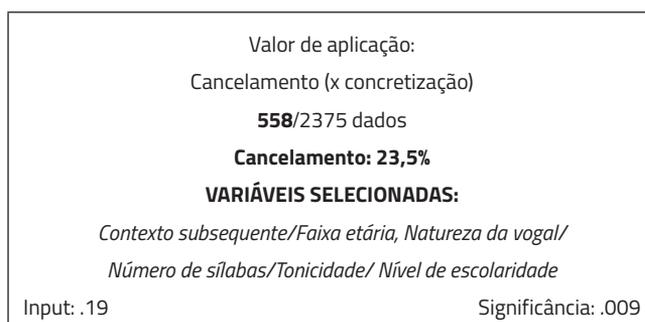 Valor de aplicação:
Cancelamento (x concretização)
558/2375 dados
Cancelamento: 23,5%
VARIÁVEIS SELECIONADAS:
Contexto subsequente/Faixa etária, Natureza da vogal/
Número de sílabas/Tonicidade/ Nível de escolaridade
Input: .19 Significância: .009